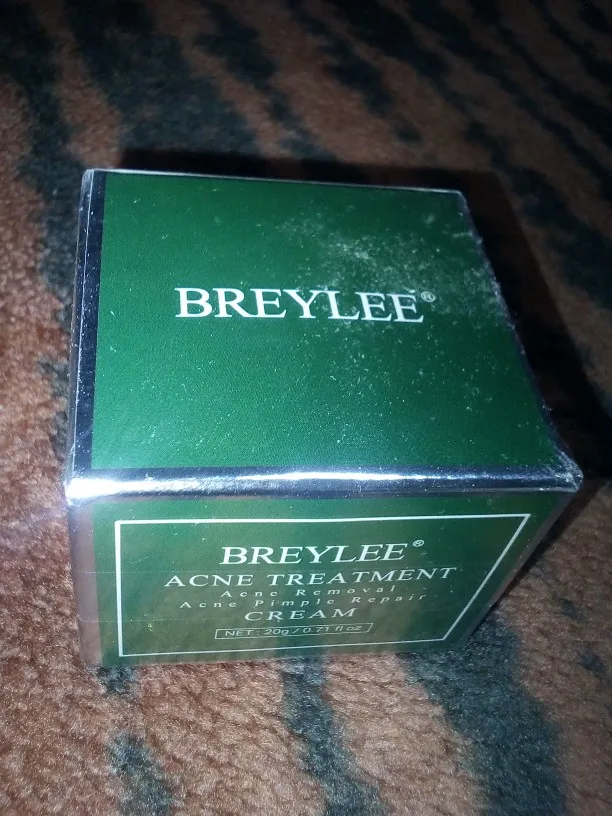 BREYLEE®
BREYLEE®
ACNE TREATMENT
Acne Removal
Acne Pimple Repair
CREAM
NET : 20g / 0.71 fl oz